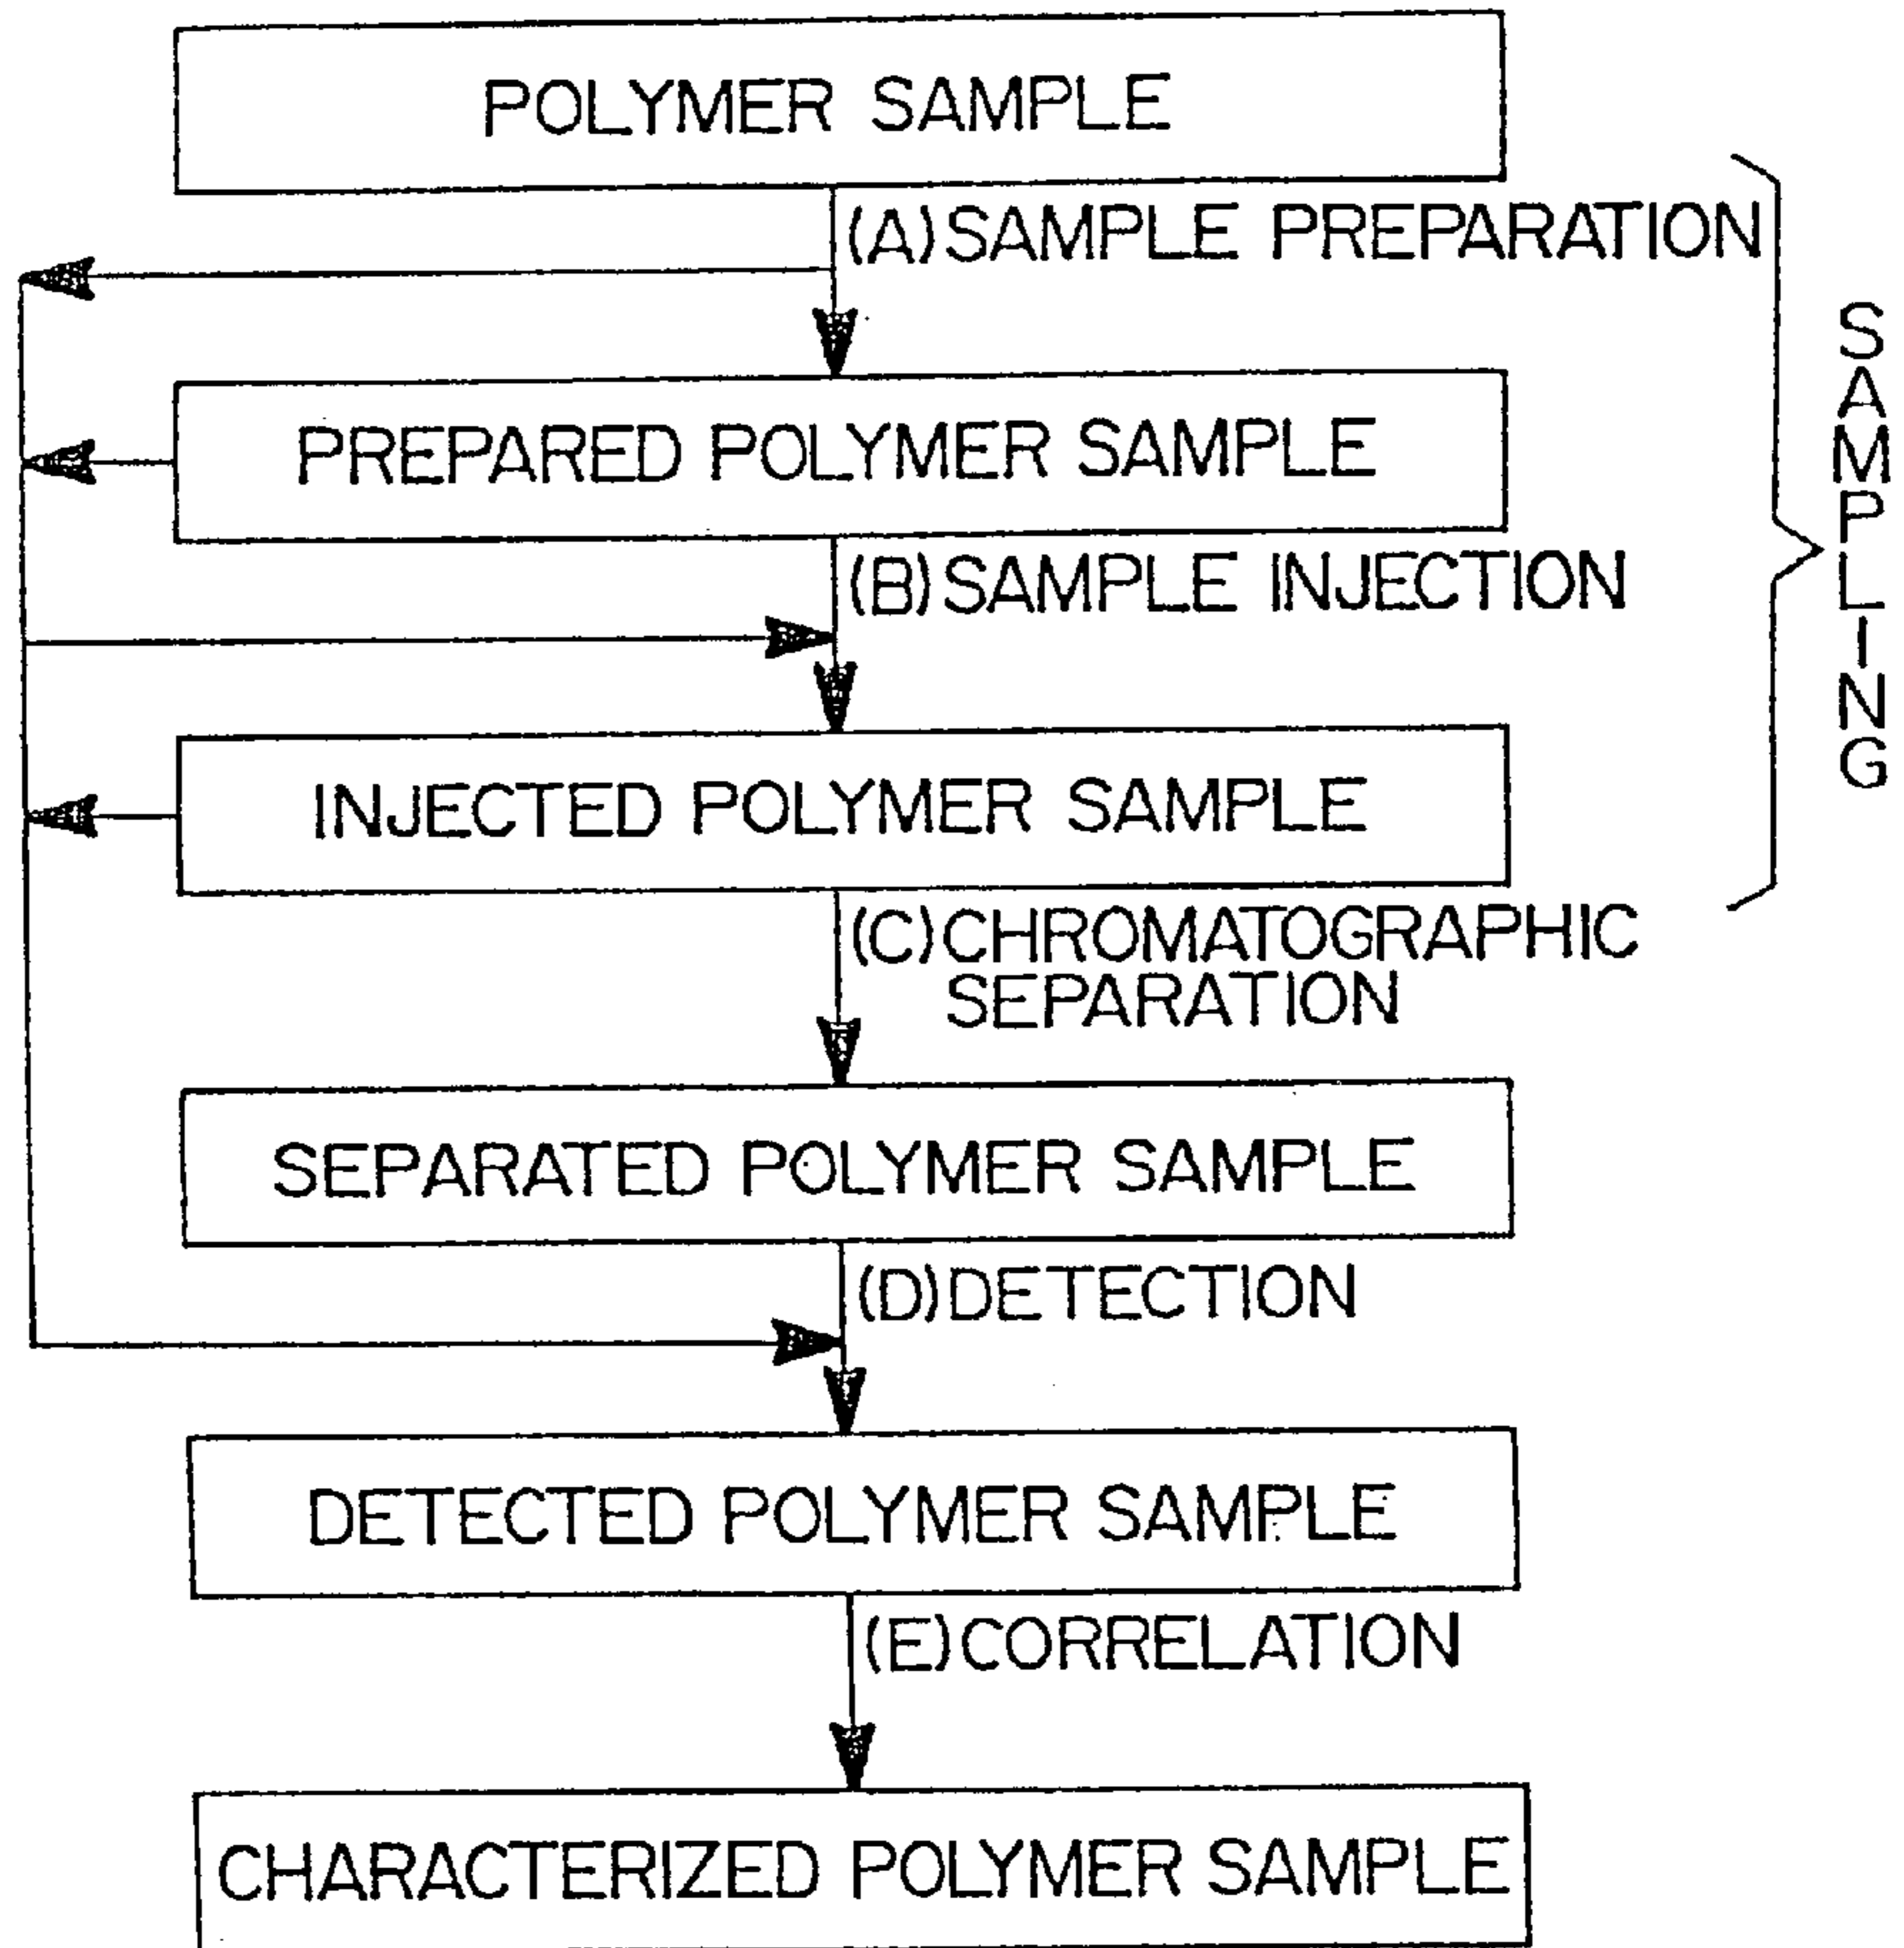 POLYMER SAMPLE
(A) SAMPLE PREPARATION
PREPARED POLYMER SAMPLE
(B) SAMPLE INJECTION
INJECTED POLYMER SAMPLE
(C) CHROMATOGRAPHIC
SEPARATION
SEPARATED POLYMER SAMPLE
(D) DETECTION
DETECTED POLYMER SAMPLE
(E) CORRELATION
CHARACTERIZED POLYMER SAMPLE
SAMPLING